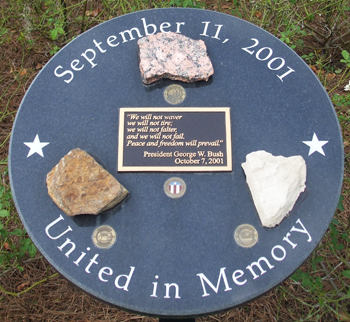 September 11, 2001
"We will not waver
we will not tire;
we will not falter,
and we will not fail.
Peace and freedom will prevail."
President George W. Bush
October 7, 2001
United in Memory